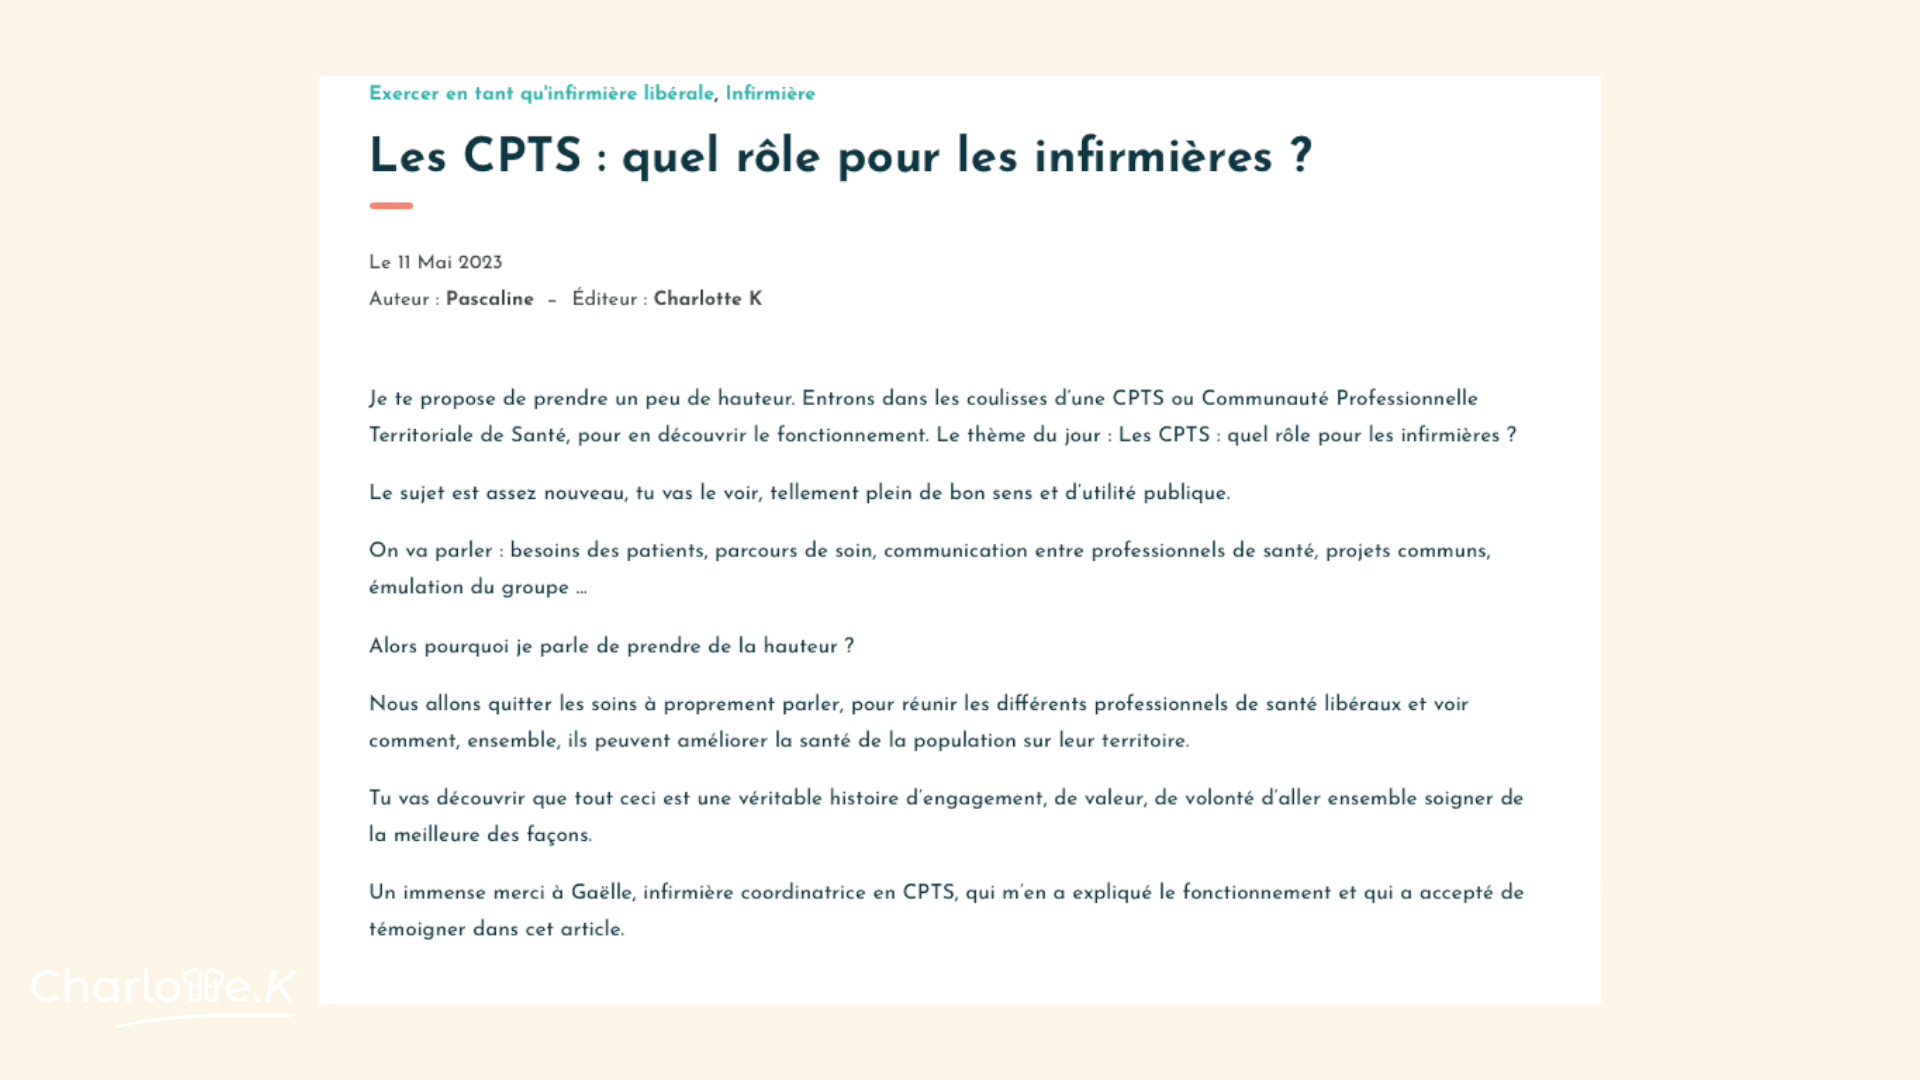 Exercer en tant qu'infirmière libérale, Infirmière
Les CPTS : quel rôle pour les infirmières ?
Le 11 Mai 2023
Auteur : Pascaline – Éditeur : Charlotte K
Je te propose de prendre un peu de hauteur. Entrons dans les coulisses d’une CPTS ou Communauté Professionnelle
Territoriale de Santé, pour en découvrir le fonctionnement. Le thème du jour : Les CPTS : quel rôle pour les infirmières ?
Le sujet est assez nouveau, tu vas le voir, tellement plein de bon sens et d’utilité publique.
On va parler : besoins des patients, parcours de soin, communication entre professionnels de santé, projets communs,
émulation du groupe …
Alors pourquoi je parle de prendre de la hauteur ?
Nous allons quitter les soins à proprement parler, pour réunir les différents professionnels de santé libéraux et voir
comment, ensemble, ils peuvent améliorer la santé de la population sur leur territoire.
Tu vas découvrir que tout ceci est une véritable histoire d’engagement, de valeur, de volonté d’aller ensemble soigner de
la meilleure des façons.
Un immense merci à Gaëlle, infirmière coordinatrice en CPTS, qui m’en a expliqué le fonctionnement et qui a accepté de
témoigner dans cet article.
Charlotte.K